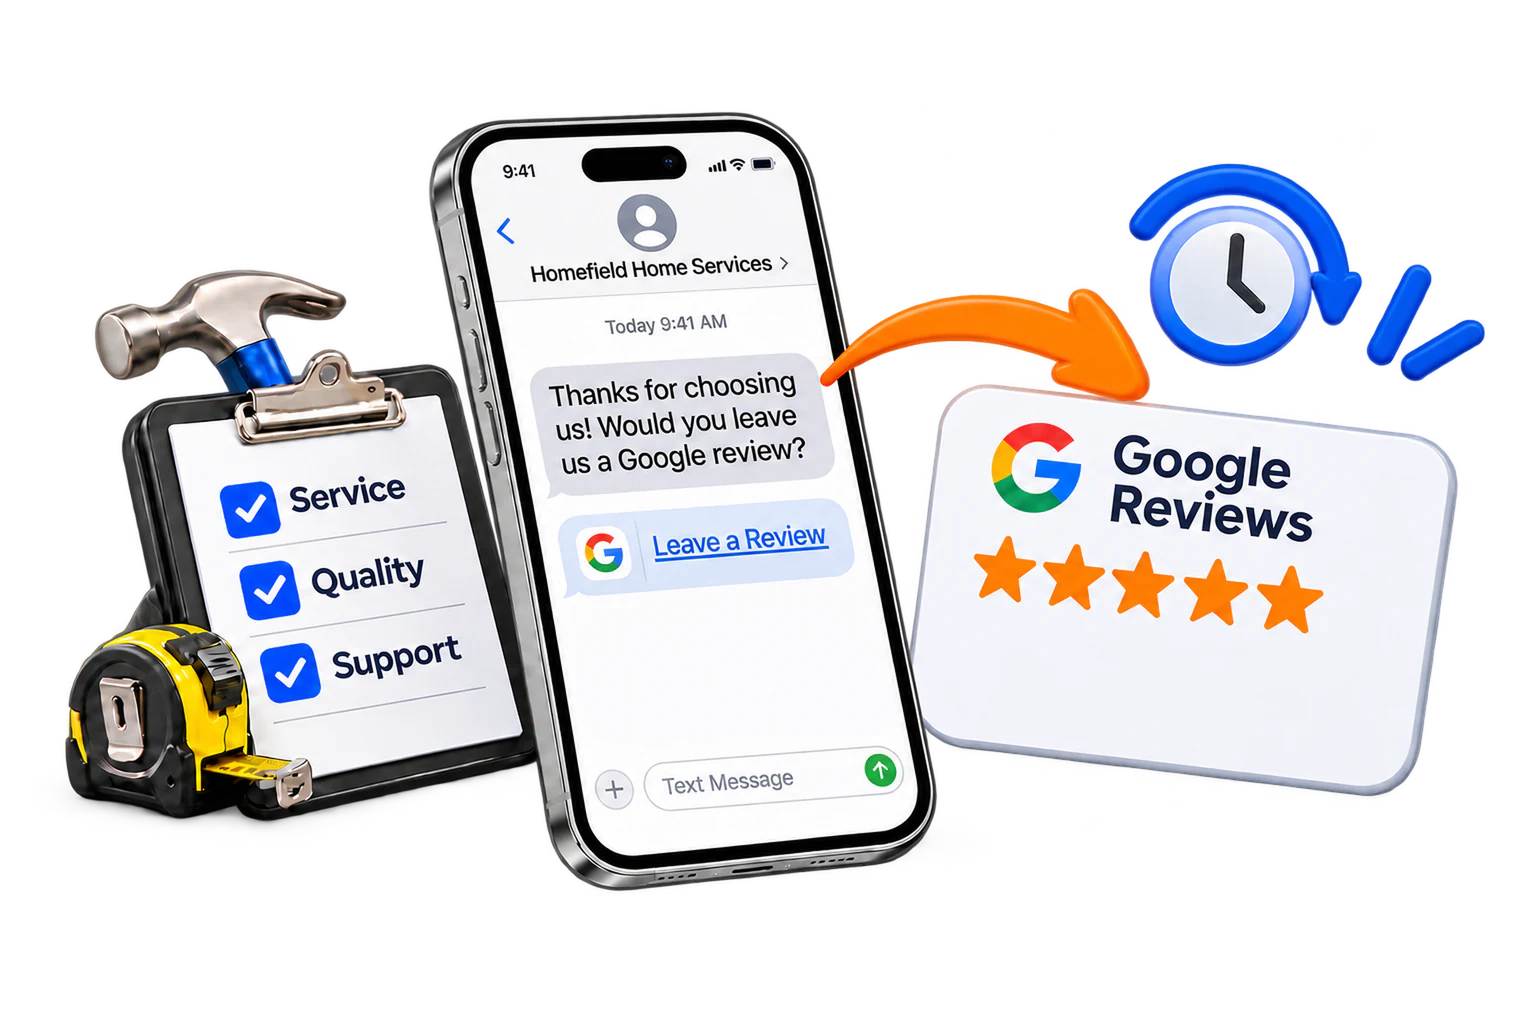 Service
Quality
Support
9:41
Homefield Home Services
Today 9:41 AM
Thanks for choosing
us! Would you leave
us a Google review?
G Leave a Review
Text Message
G Google
Reviews